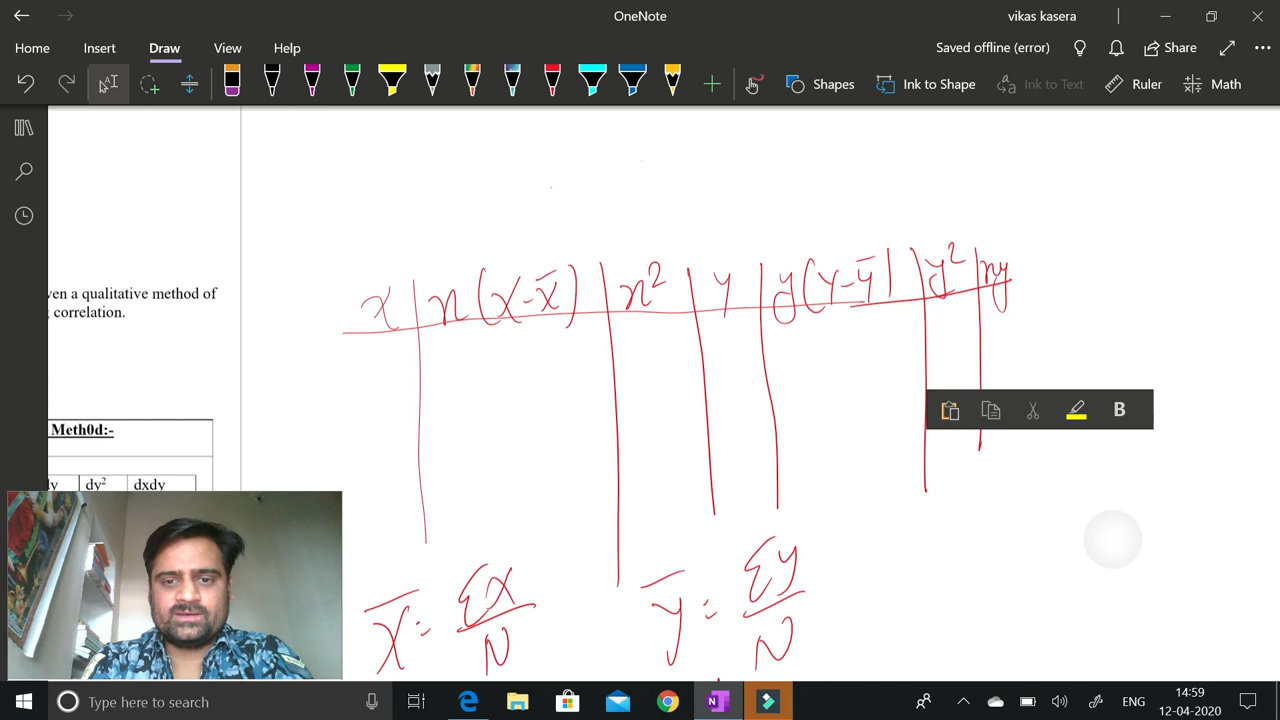 OneNote
vikas kasera
Home Insert Draw View Help
Saved offline (error) Share
Shapes Ink to Shape Ink to Text Ruler Math
x | x (X - X̄) | x² | y | y (Y - Ȳ) | y² | xy
ven a qualitative method of
correlation.
B
Meth0d:-
dy² dxdy
X̄ = ΣX/N ȳ = Σy/N
Type here to search
ENG
14:59
12-04-2020